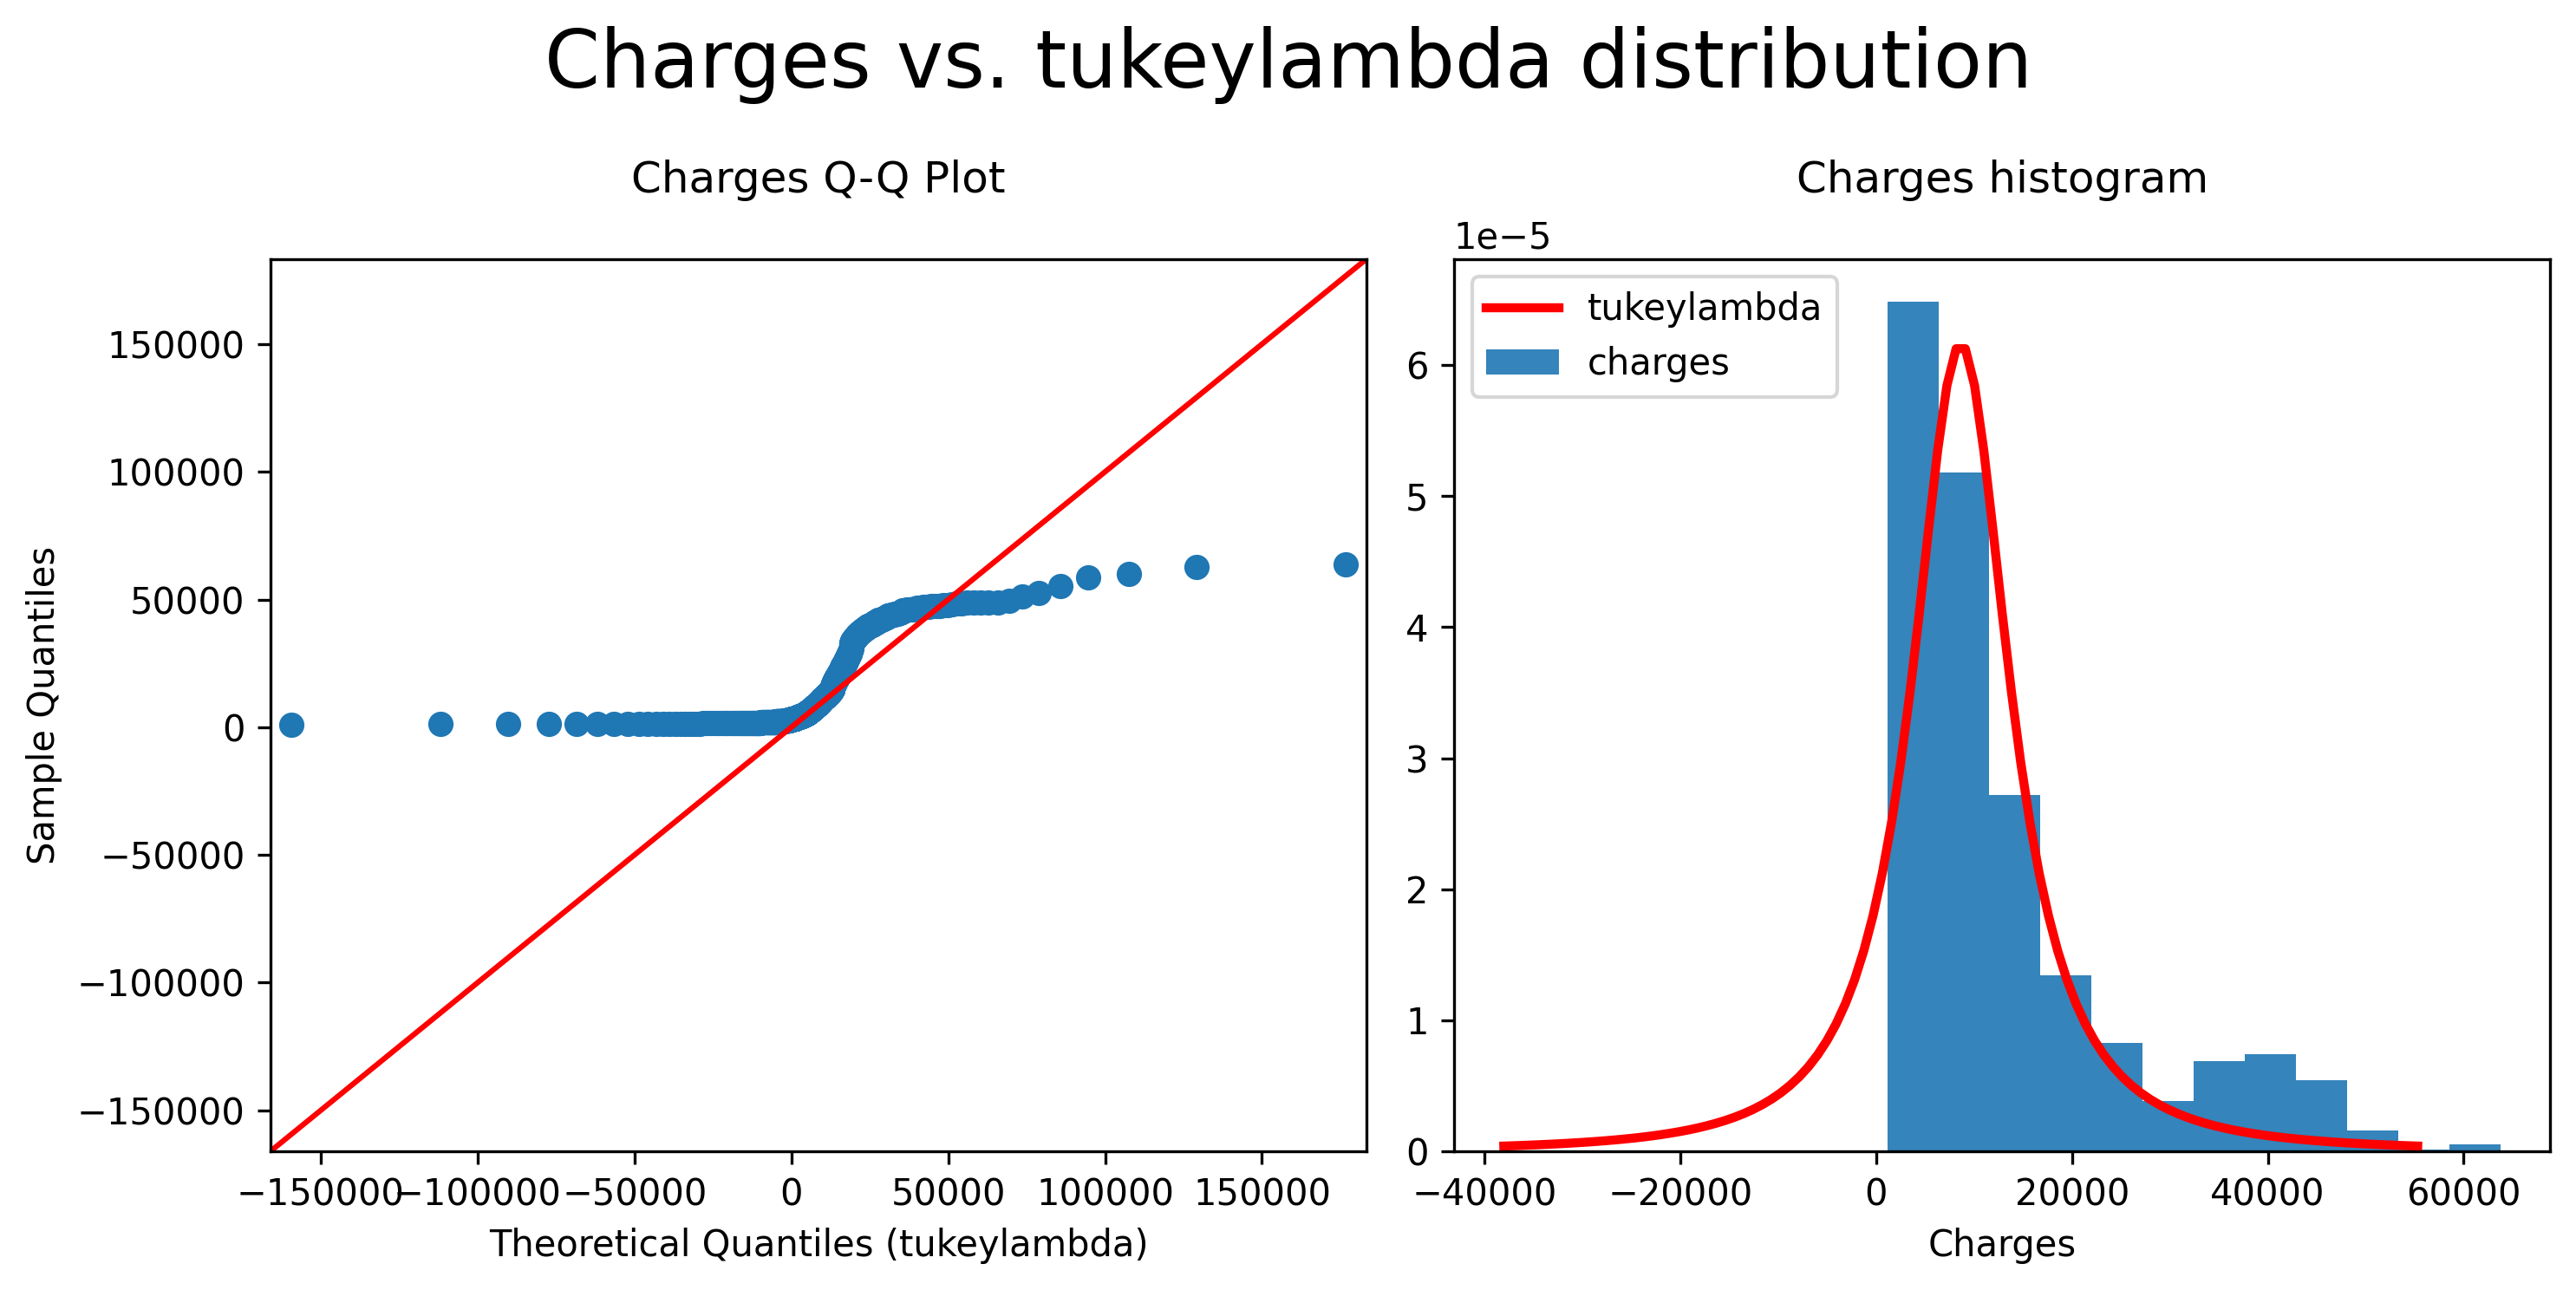 Charges vs. tukeylambda distribution
Charges Q-Q Plot
150000
100000
50000
0
−50000
−100000
−150000
Sample Quantiles
−150000 −100000 −50000 0 50000 100000 150000
Theoretical Quantiles (tukeylambda)
Charges histogram
1e−5
tukeylambda
charges
6
5
4
3
2
1
0
−40000 −20000 0 20000 40000 60000
Charges